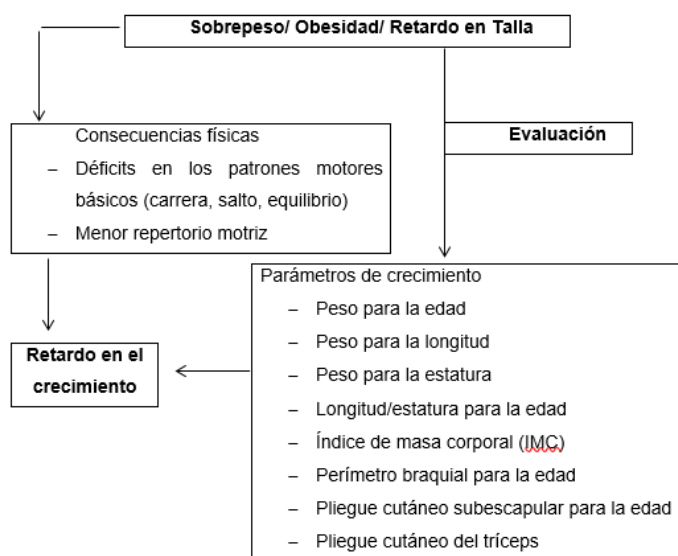 Sobrepeso/ Obesidad/ Retardo en Talla
Consecuencias físicas
– Déficits en los patrones motores
básicos (carrera, salto, equilibrio)
– Menor repertorio motriz
Evaluación
Retardo en el
crecimiento
Parámetros de crecimiento
– Peso para la edad
– Peso para la longitud
– Peso para la estatura
– Longitud/estatura para la edad
– Índice de masa corporal (IMC)
– Perímetro braquial para la edad
– Pliegue cutáneo subescapular para la edad
– Pliegue cutáneo del tríceps